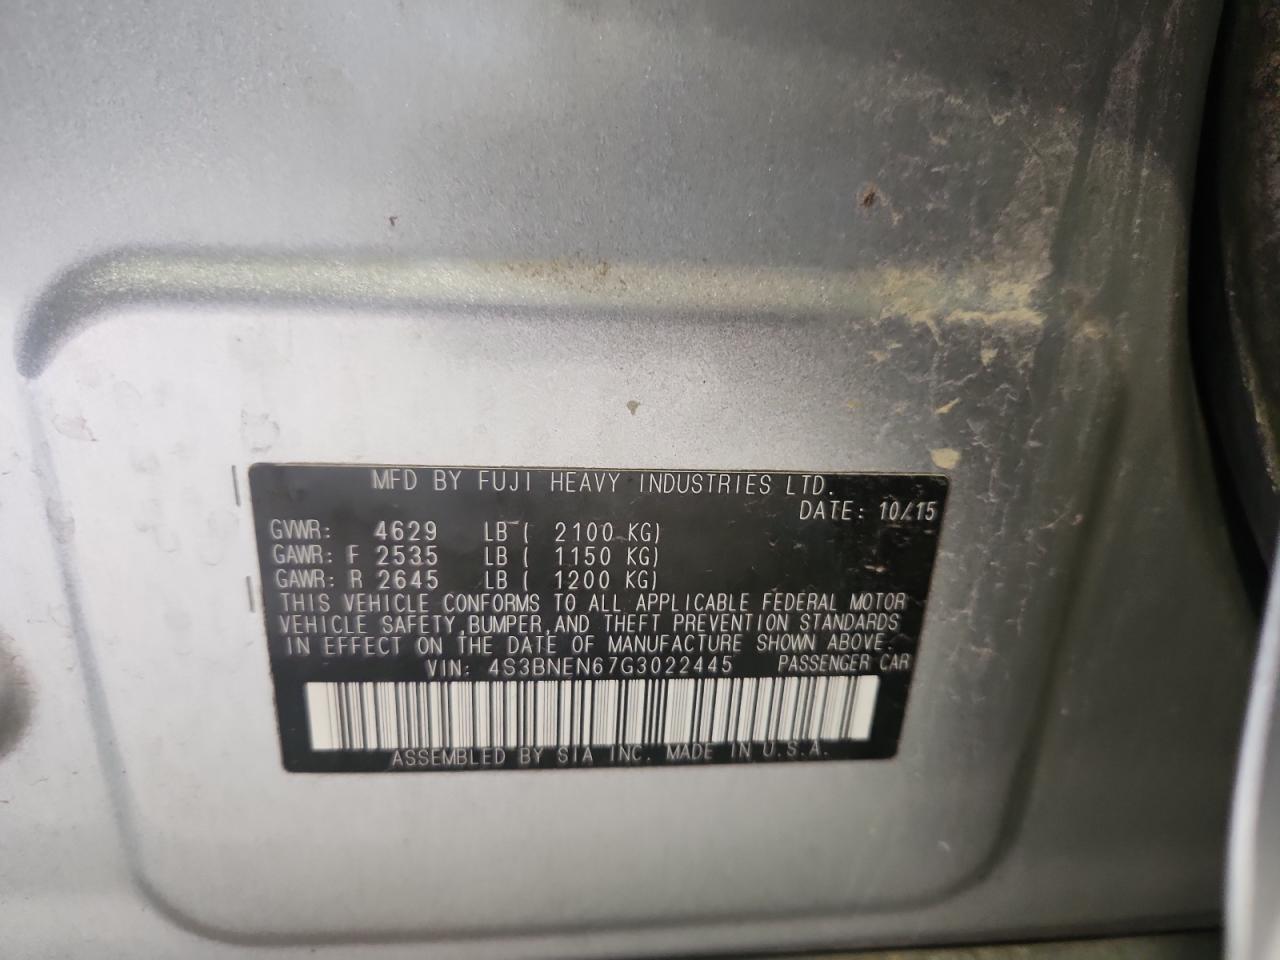 MFD BY FUJI HEAVY INDUSTRIES LTD.
DATE: 10/15
GVWR: 4629 LB ( 2100 KG)
GAWR: F 2535 LB ( 1150 KG)
GAWR: R 2645 LB ( 1200 KG)
THIS VEHICLE CONFORMS TO ALL APPLICABLE FEDERAL MOTOR
VEHICLE SAFETY,BUMPER,AND THEFT PREVENTION STANDARDS
IN EFFECT ON THE DATE OF MANUFACTURE SHOWN ABOVE.
VIN: 4S3BNEN67G3022445 PASSENGER CAR
ASSEMBLED BY SIA INC. MADE IN U.S.A.